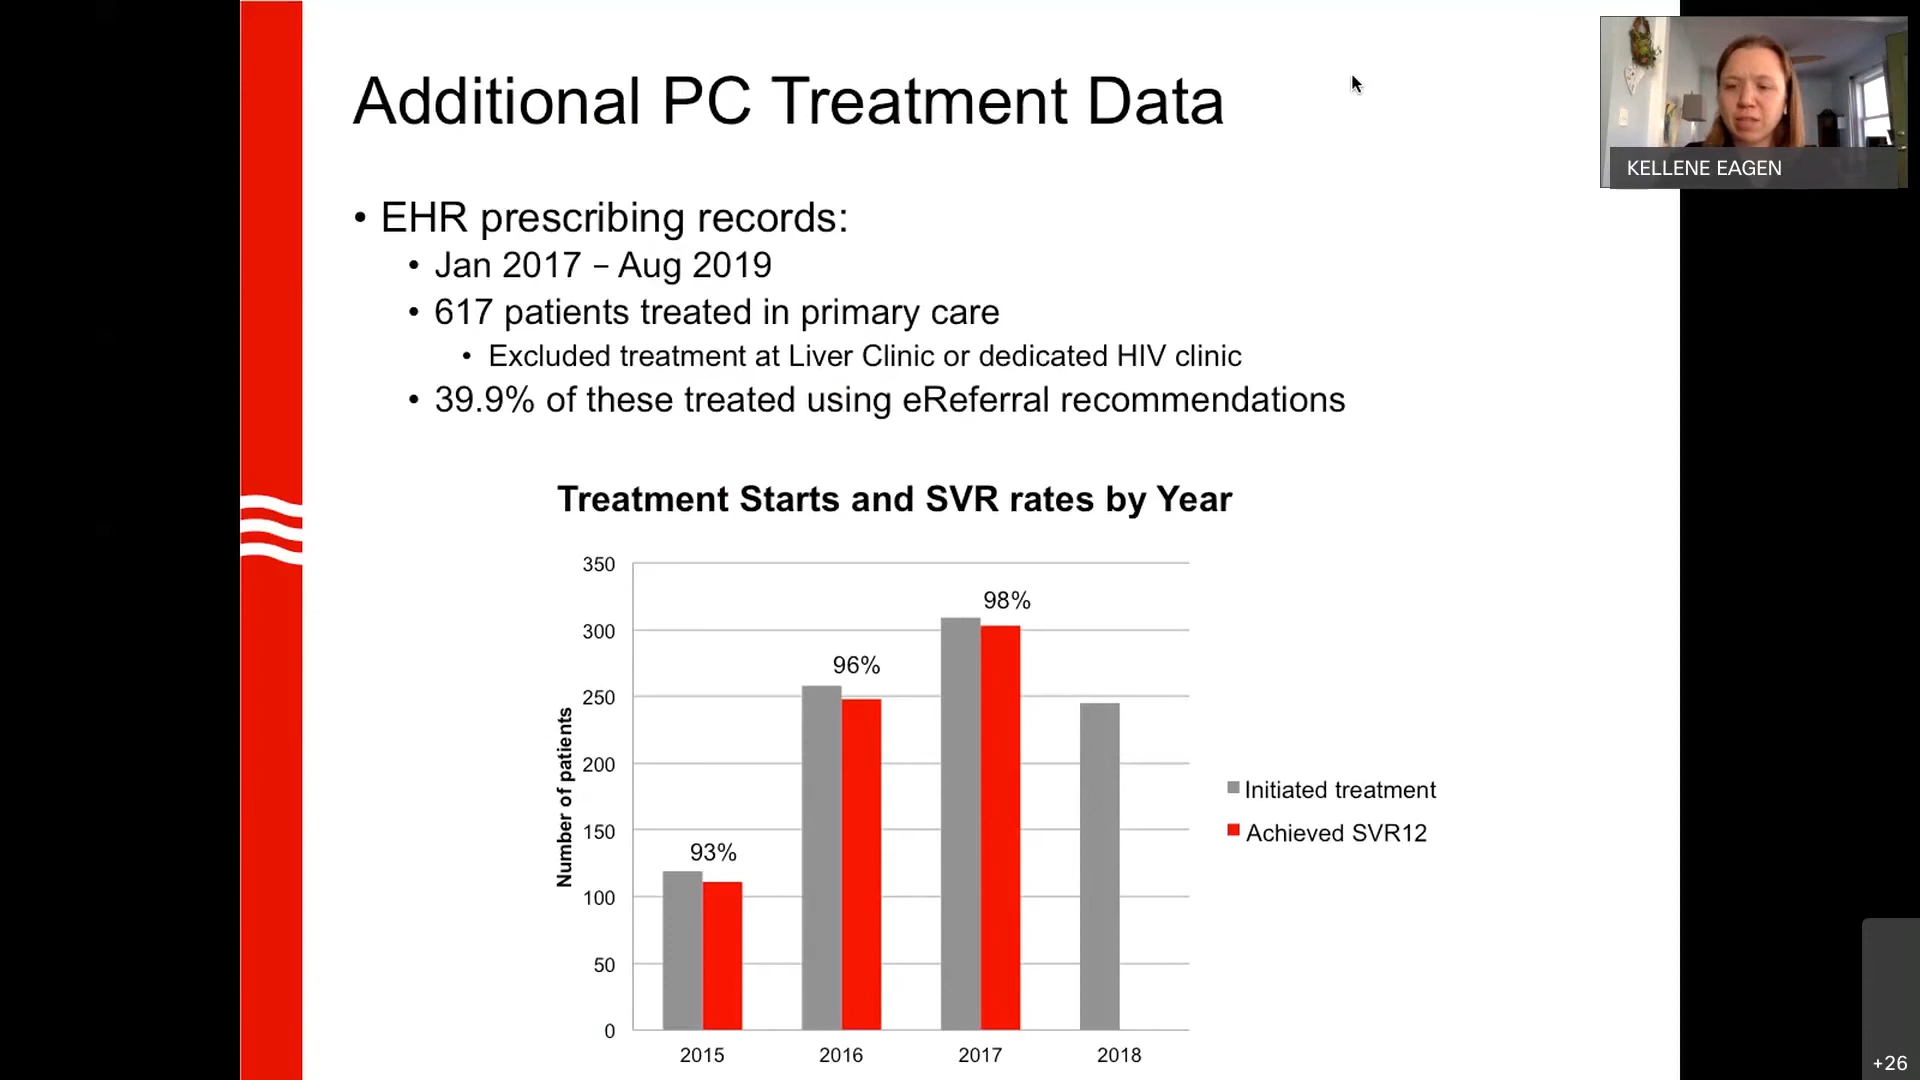 Additional PC Treatment Data
KELLENE EAGEN
• EHR prescribing records:
• Jan 2017 – Aug 2019
• 617 patients treated in primary care
• Excluded treatment at Liver Clinic or dedicated HIV clinic
• 39.9% of these treated using eReferral recommendations
Treatment Starts and SVR rates by Year
Number of patients
350
300
250
200
150
100
50
0
93%
96%
98%
2015
2016
2017
2018
Initiated treatment
Achieved SVR12
+26